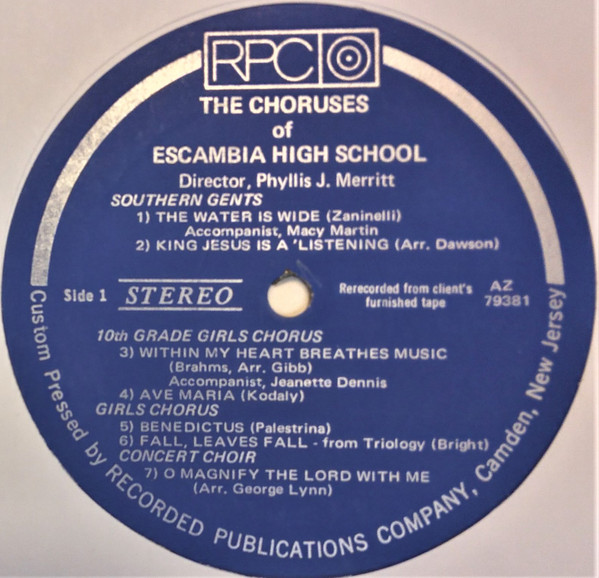 RPC
THE CHORUSES
of
ESCAMBIA HIGH SCHOOL
Director, Phyllis J. Merritt
SOUTHERN GENTS
1) THE WATER IS WIDE (Zaninelli)
Accompanist, Macy Martin
2) KING JESUS IS A 'LISTENING (Arr. Dawson)
Side 1 STEREO
Rerecorded from client's
furnished tape
AZ
79381
10th GRADE GIRLS CHORUS
3) WITHIN MY HEART BREATHES MUSIC
(Brahms, Arr. Gibb)
Accompanist, Jeanette Dennis
4) AVE MARIA (Kodaly)
GIRLS CHORUS
5) BENEDICTUS (Palestrina)
6) FALL, LEAVES FALL - from Triology (Bright)
CONCERT CHOIR
7) O MAGNIFY THE LORD WITH ME
(Arr. George Lynn)
Custom Pressed by RECORDED PUBLICATIONS COMPANY, Camden, New Jersey